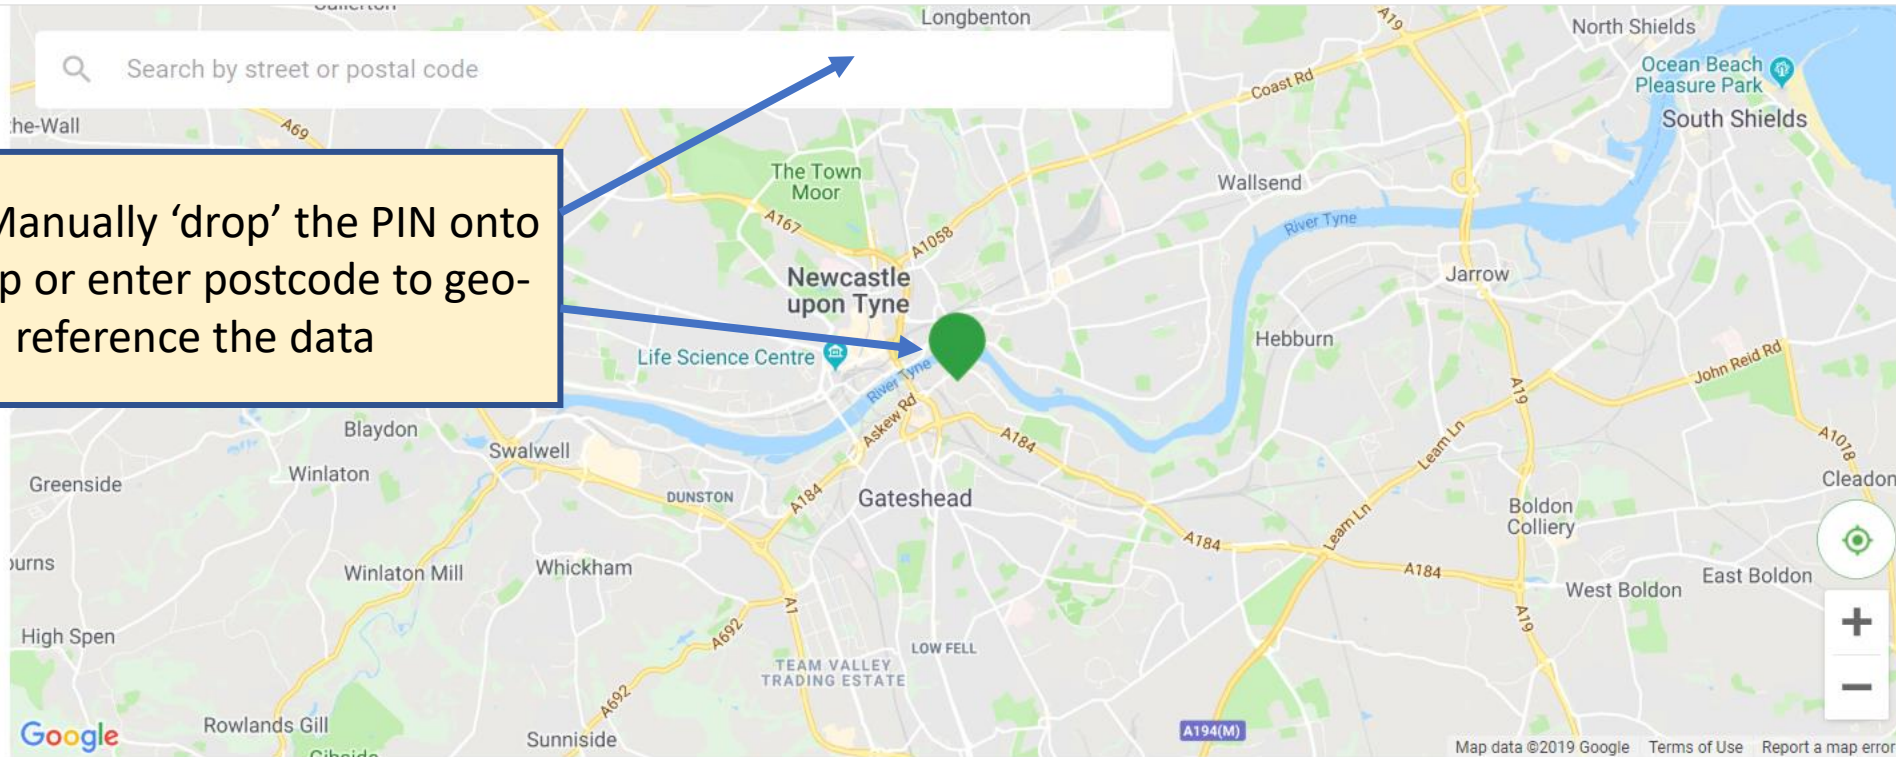 Longbenton
A19
North Shields
Search by street or postal code
Coast Rd
Ocean Beach
Pleasure Park
South Shields
the-Wall
A69
The Town
Moor
Wallsend
Manually ‘drop’ the PIN onto
p or enter postcode to geo-
reference the data
A167
A1058
River Tyne
Newcastle
upon Tyne
Jarrow
Hebburn
Life Science Centre
River Tyne
John Reid Rd
A19
Askew Rd
Blaydon
A184
Leam Ln
A1018
Swalwell
Winlaton
Greenside
DUNSTON
A184
Gateshead
Cleadon
Boldon
Colliery
Leam Ln
A184
urns
Winlaton Mill
Whickham
A184
East Boldon
West Boldon
A1
A19
High Spen
A692
LOW FELL
TEAM VALLEY
TRADING ESTATE
A692
Rowlands Gill
Sunniside
A194(M)
Google
Map data ©2019 Google Terms of Use Report a map error